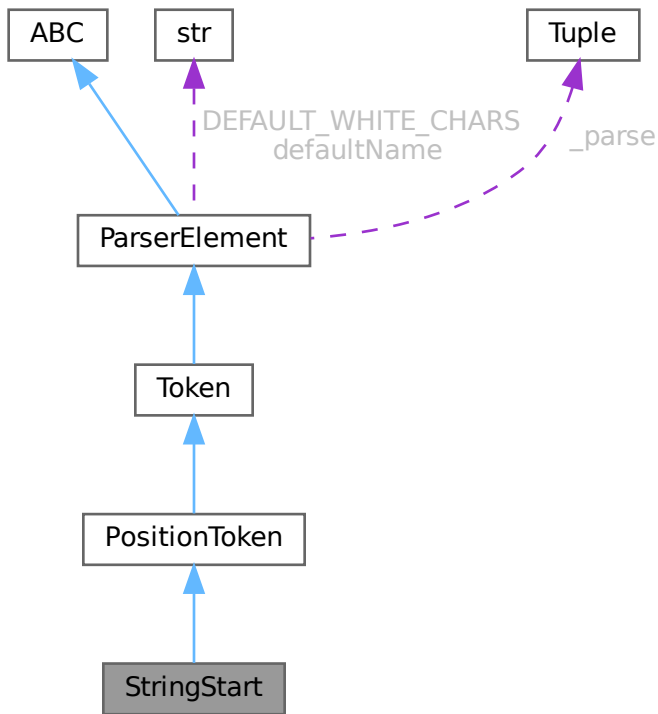 ABC
str
Tuple
DEFAULT_WHITE_CHARS
defaultName
_parse
ParserElement
Token
PositionToken
StringStart